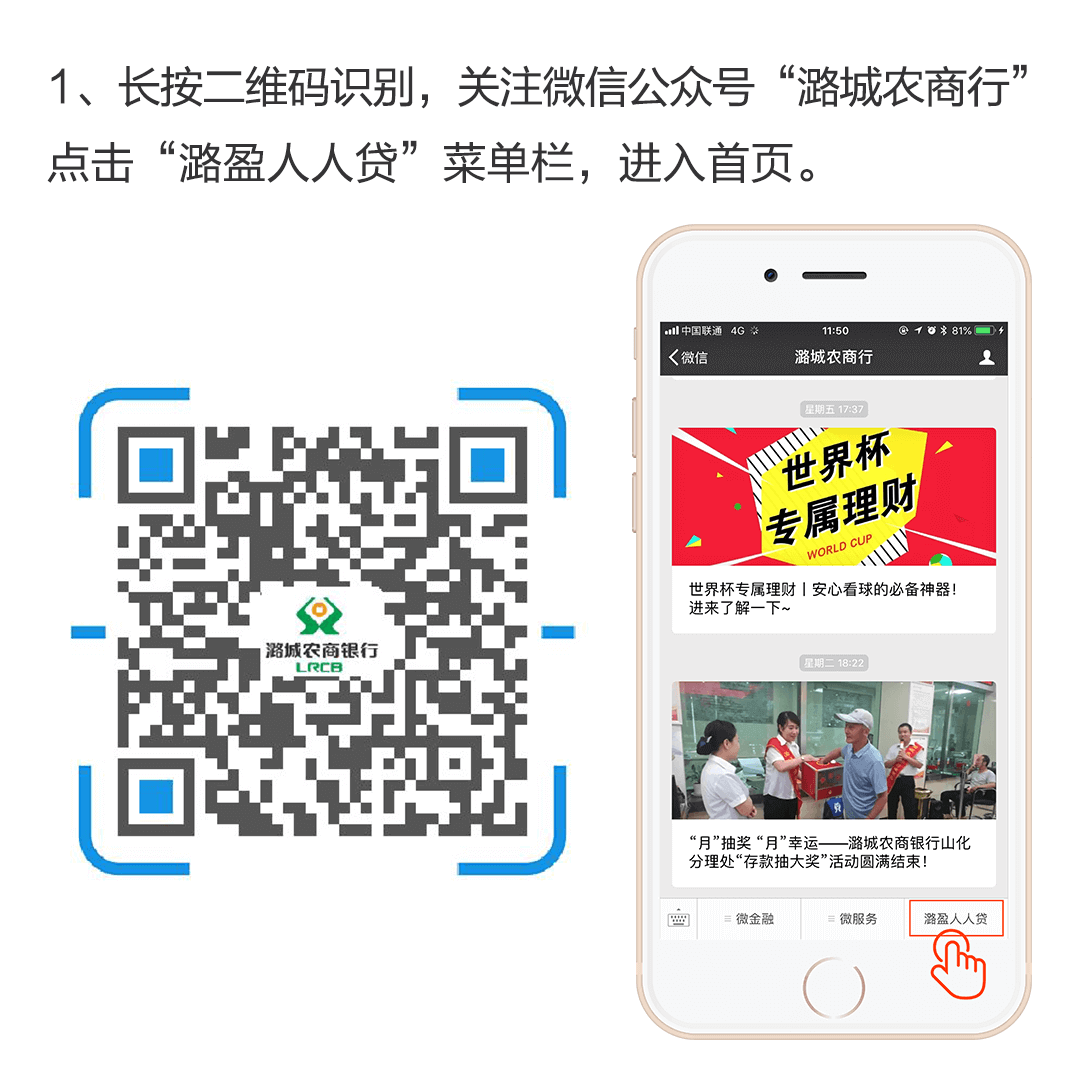 1、长按二维码识别，关注微信公众号“潞城农商行”
点击“潞盈人人贷”菜单栏，进入首页。
潞城农商银行
LRCB
中国联通 4G 11:50 81%
微信 潞城农商行
星期五 17:37
世界杯
专属理财
WORLD CUP
世界杯专属理财丨安心看球的必备神器！
进来了解一下~
星期二 18:22
“月”抽奖 “月”幸运——潞城农商银行山化
分理处“存款抽大奖”活动圆满结束！
微金融 微服务 潞盈人人贷